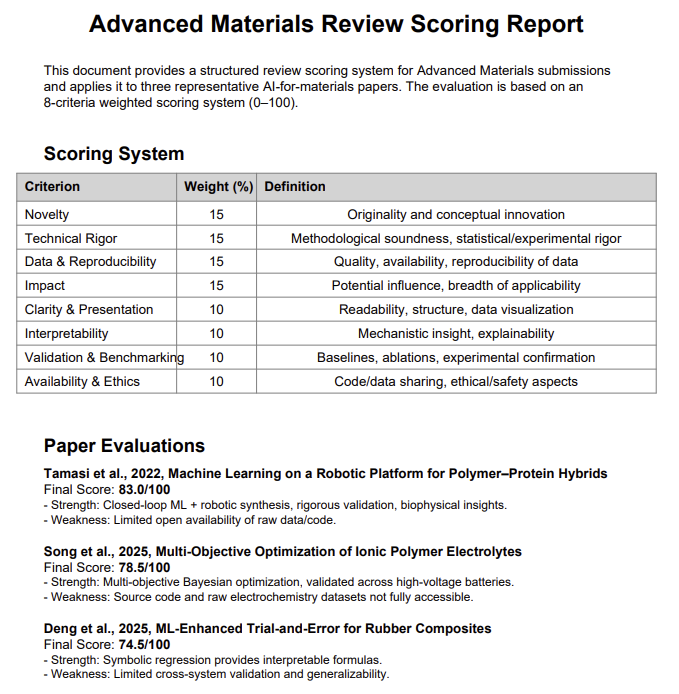 Advanced Materials Review Scoring Report
This document provides a structured review scoring system for Advanced Materials submissions
and applies it to three representative AI-for-materials papers. The evaluation is based on an
8-criteria weighted scoring system (0–100).
Scoring System
Criterion Weight (%) Definition
Novelty 15 Originality and conceptual innovation
Technical Rigor 15 Methodological soundness, statistical/experimental rigor
Data & Reproducibility 15 Quality, availability, reproducibility of data
Impact 15 Potential influence, breadth of applicability
Clarity & Presentation 10 Readability, structure, data visualization
Interpretability 10 Mechanistic insight, explainability
Validation & Benchmarking 10 Baselines, ablations, experimental confirmation
Availability & Ethics 10 Code/data sharing, ethical/safety aspects
Paper Evaluations
Tamasi et al., 2022, Machine Learning on a Robotic Platform for Polymer–Protein Hybrids
Final Score: 83.0/100
- Strength: Closed-loop ML + robotic synthesis, rigorous validation, biophysical insights.
- Weakness: Limited open availability of raw data/code.
Song et al., 2025, Multi-Objective Optimization of Ionic Polymer Electrolytes
Final Score: 78.5/100
- Strength: Multi-objective Bayesian optimization, validated across high-voltage batteries.
- Weakness: Source code and raw electrochemistry datasets not fully accessible.
Deng et al., 2025, ML-Enhanced Trial-and-Error for Rubber Composites
Final Score: 74.5/100
- Strength: Symbolic regression provides interpretable formulas.
- Weakness: Limited cross-system validation and generalizability.